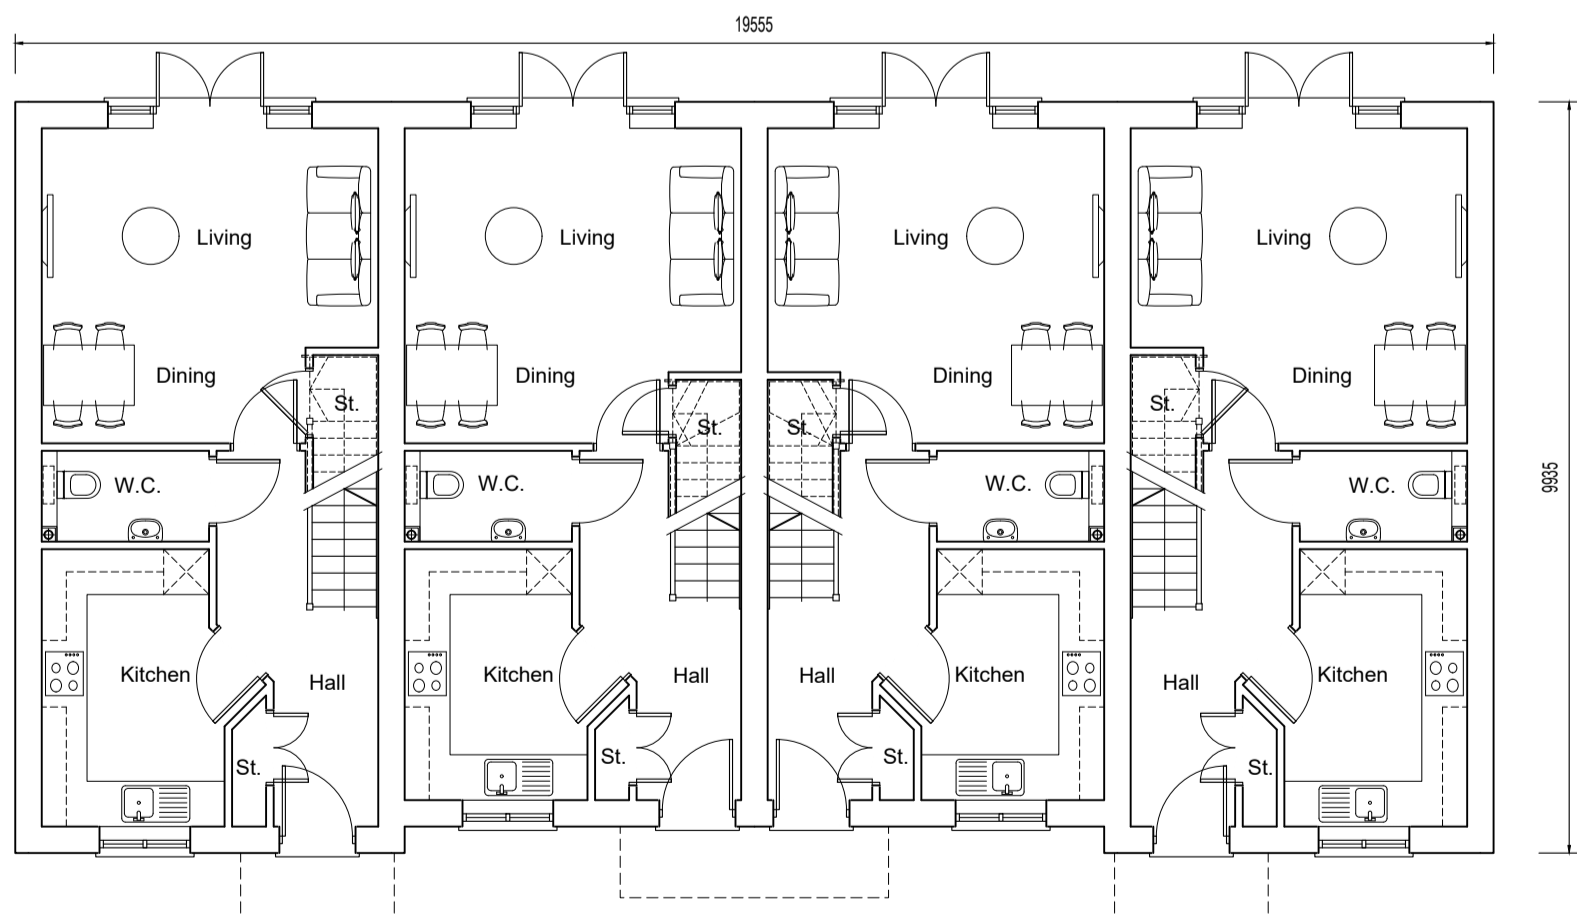 19555
Living
Living
Living
Living
Dining
Dining
Dining
Dining
St.
St.
St.
St.
W.C.
W.C.
W.C.
W.C.
9935
Kitchen
Hall
Kitchen
Hall
Hall
Kitchen
Hall
Kitchen
St.
St.
St.
St.